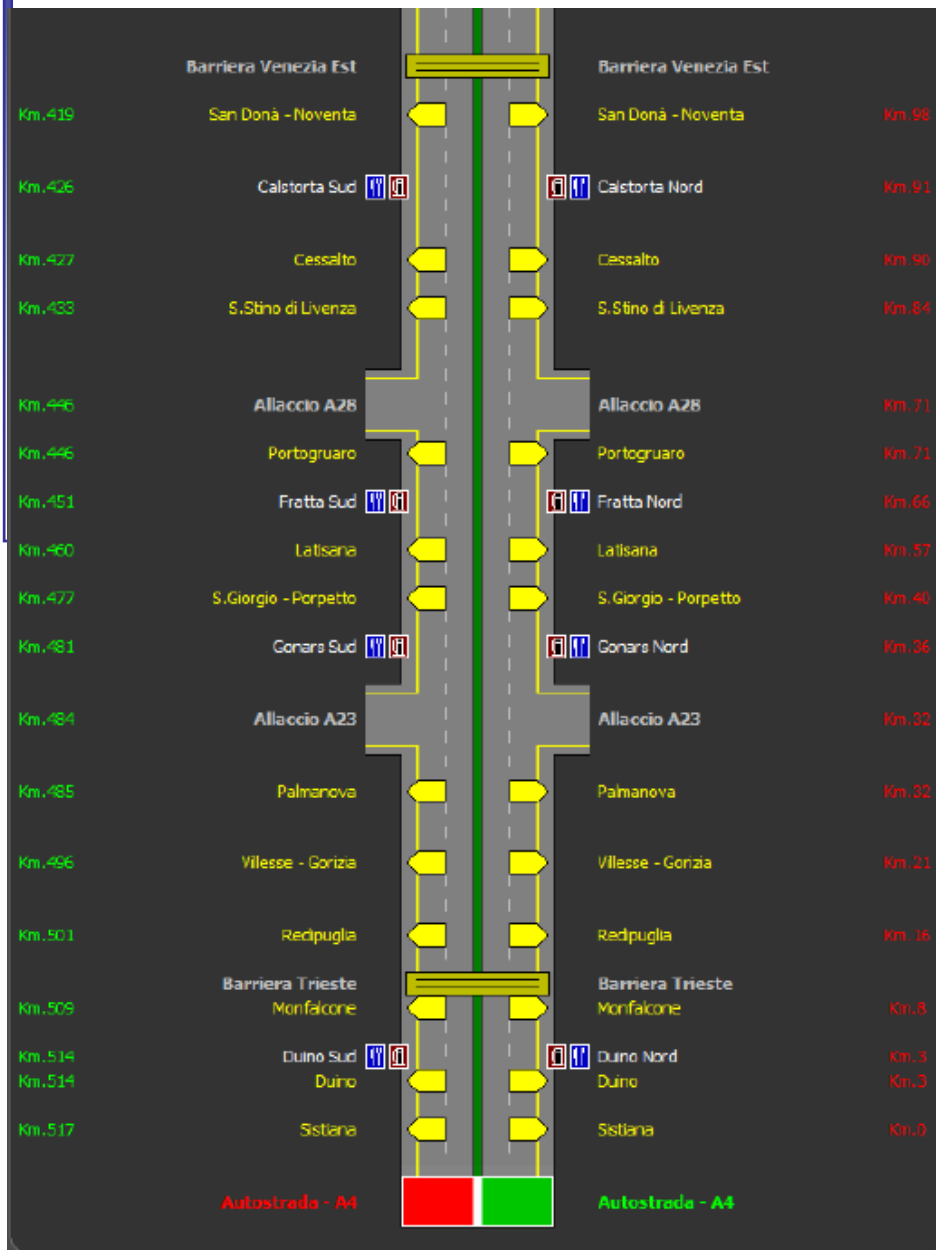 Barriera Venezia Est Barriera Venezia Est
Km.419 San Donà - Noventa San Donà - Noventa Km.98
Km.426 Calstorta Sud Calstorta Nord Km.91
Km.427 Cessalto Cessalto Km.90
Km.433 S.Stino di Livenza S.Stino di Livenza Km.84
Km.446 Allaccio A28 Allaccio A28 Km.71
Km.446 Portogruaro Portogruaro Km.71
Km.451 Fratta Sud Fratta Nord Km.66
Km.460 Latisana Latisana Km.57
Km.477 S.Giorgio - Porpetto S.Giorgio - Porpetto Km.40
Km.481 Gonars Sud Gonars Nord Km.36
Km.484 Allaccio A23 Allaccio A23 Km.32
Km.485 Palmanova Palmanova Km.32
Km.496 Villesse - Gorizia Villesse - Gorizia Km.21
Km.501 Redipuglia Redipuglia Km.16
Barriera Trieste Barriera Trieste
Km.509 Monfalcone Monfalcone Km.8
Km.514 Duino Sud Duino Nord Km.3
Km.514 Duino Duino Km.3
Km.517 Sistiana Sistiana Km.0
Autostrada - A4 Autostrada - A4